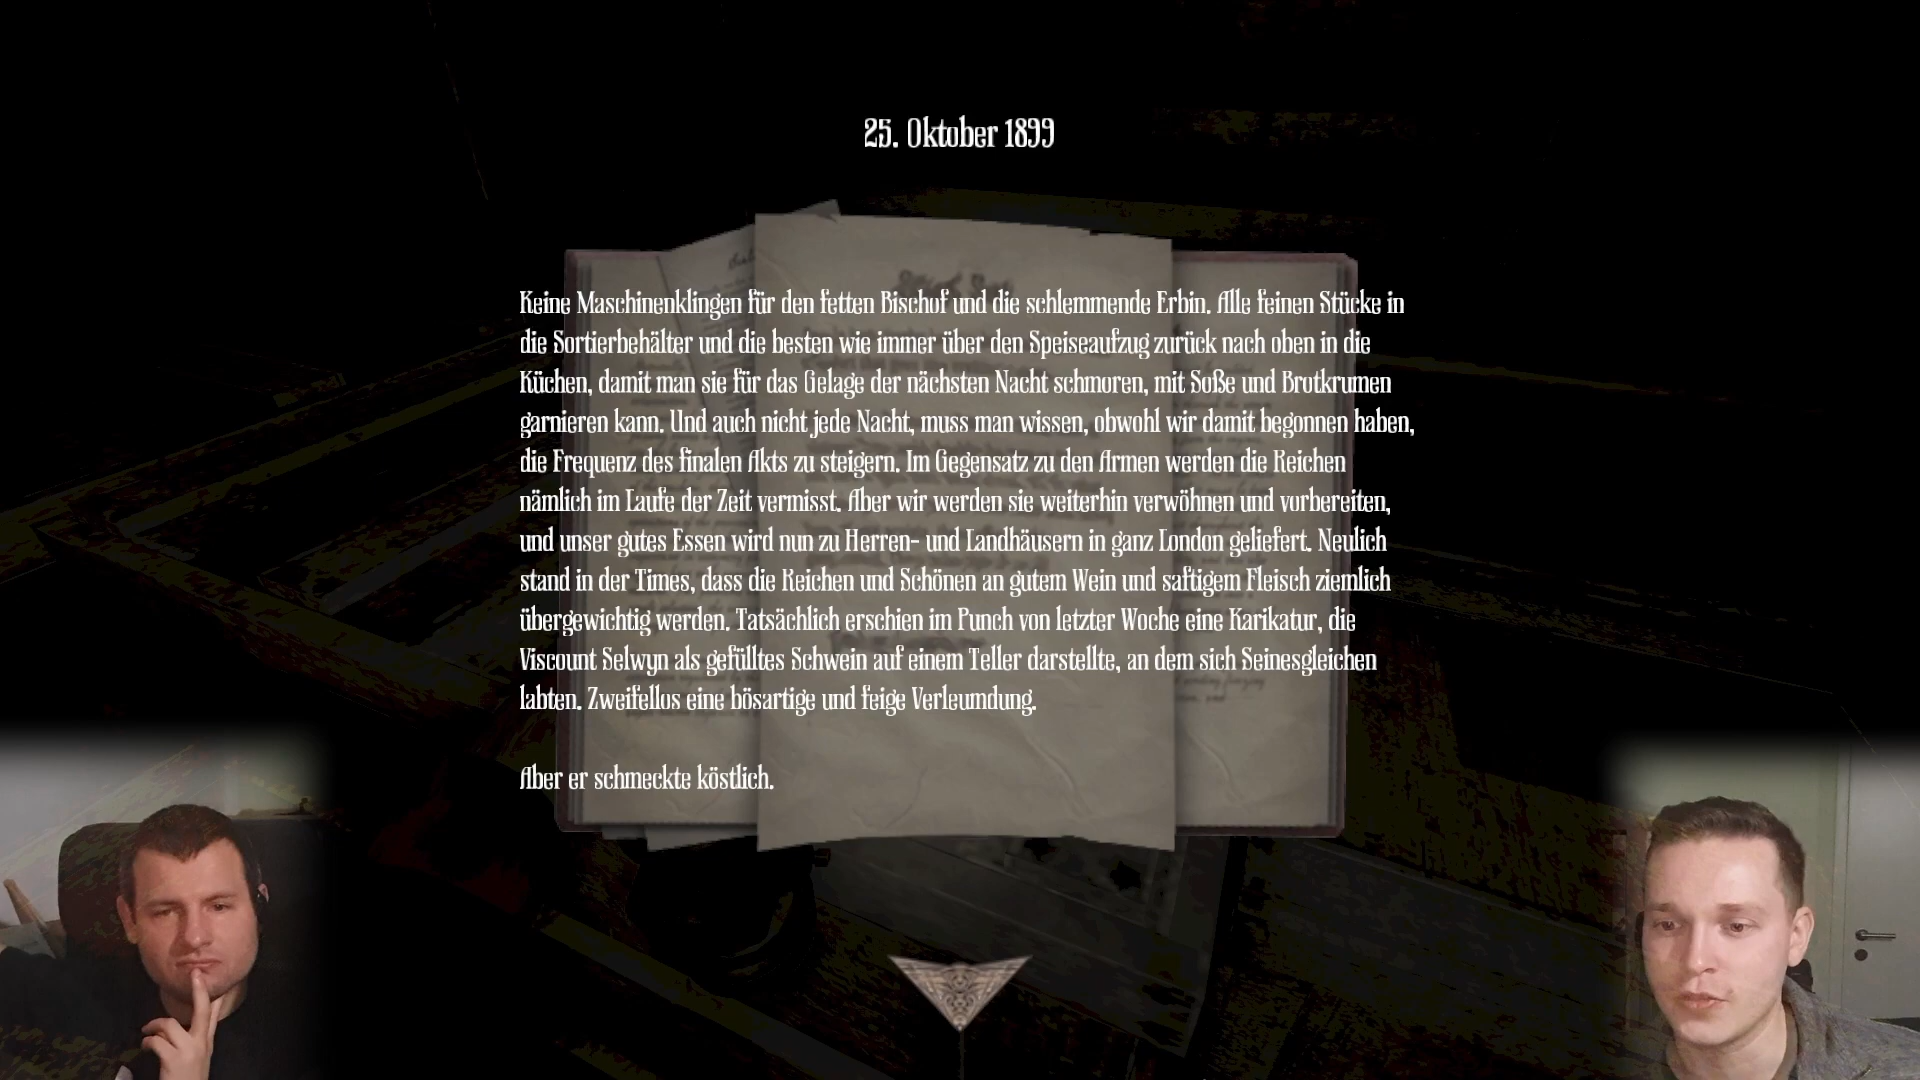 25. Oktober 1899
Keine Maschinenklingen für den fetten Bischof und die schlemmende Erbin. Alle feinen Stücke in
die Sortierbehälter und die besten wie immer über den Speiseaufzug zurück nach oben in die
Küchen, damit man sie für das Gelage der nächsten Nacht schmoren, mit Soße und Brotkrumen
garnieren kann. Und auch nicht jede Nacht, muss man wissen, obwohl wir damit begonnen haben,
die Frequenz des finalen Akts zu steigern. Im Gegensatz zu den Armen werden die Reichen
nämlich im Laufe der Zeit vermisst. Aber wir werden sie weiterhin verwöhnen und vorbereiten,
und unser gutes Essen wird nun zu Herren- und Landhäusern in ganz London geliefert. Neulich
stand in der Times, dass die Reichen und Schönen an gutem Wein und saftigem Fleisch ziemlich
übergewichtig werden. Tatsächlich erschien im Punch von letzter Woche eine Karikatur, die
Viscount Selwyn als gefülltes Schwein auf einem Teller darstellte, an dem sich Seinesgleichen
labten. Zweifellos eine bösartige und feige Verleumdung.
Aber er schmeckte köstlich.